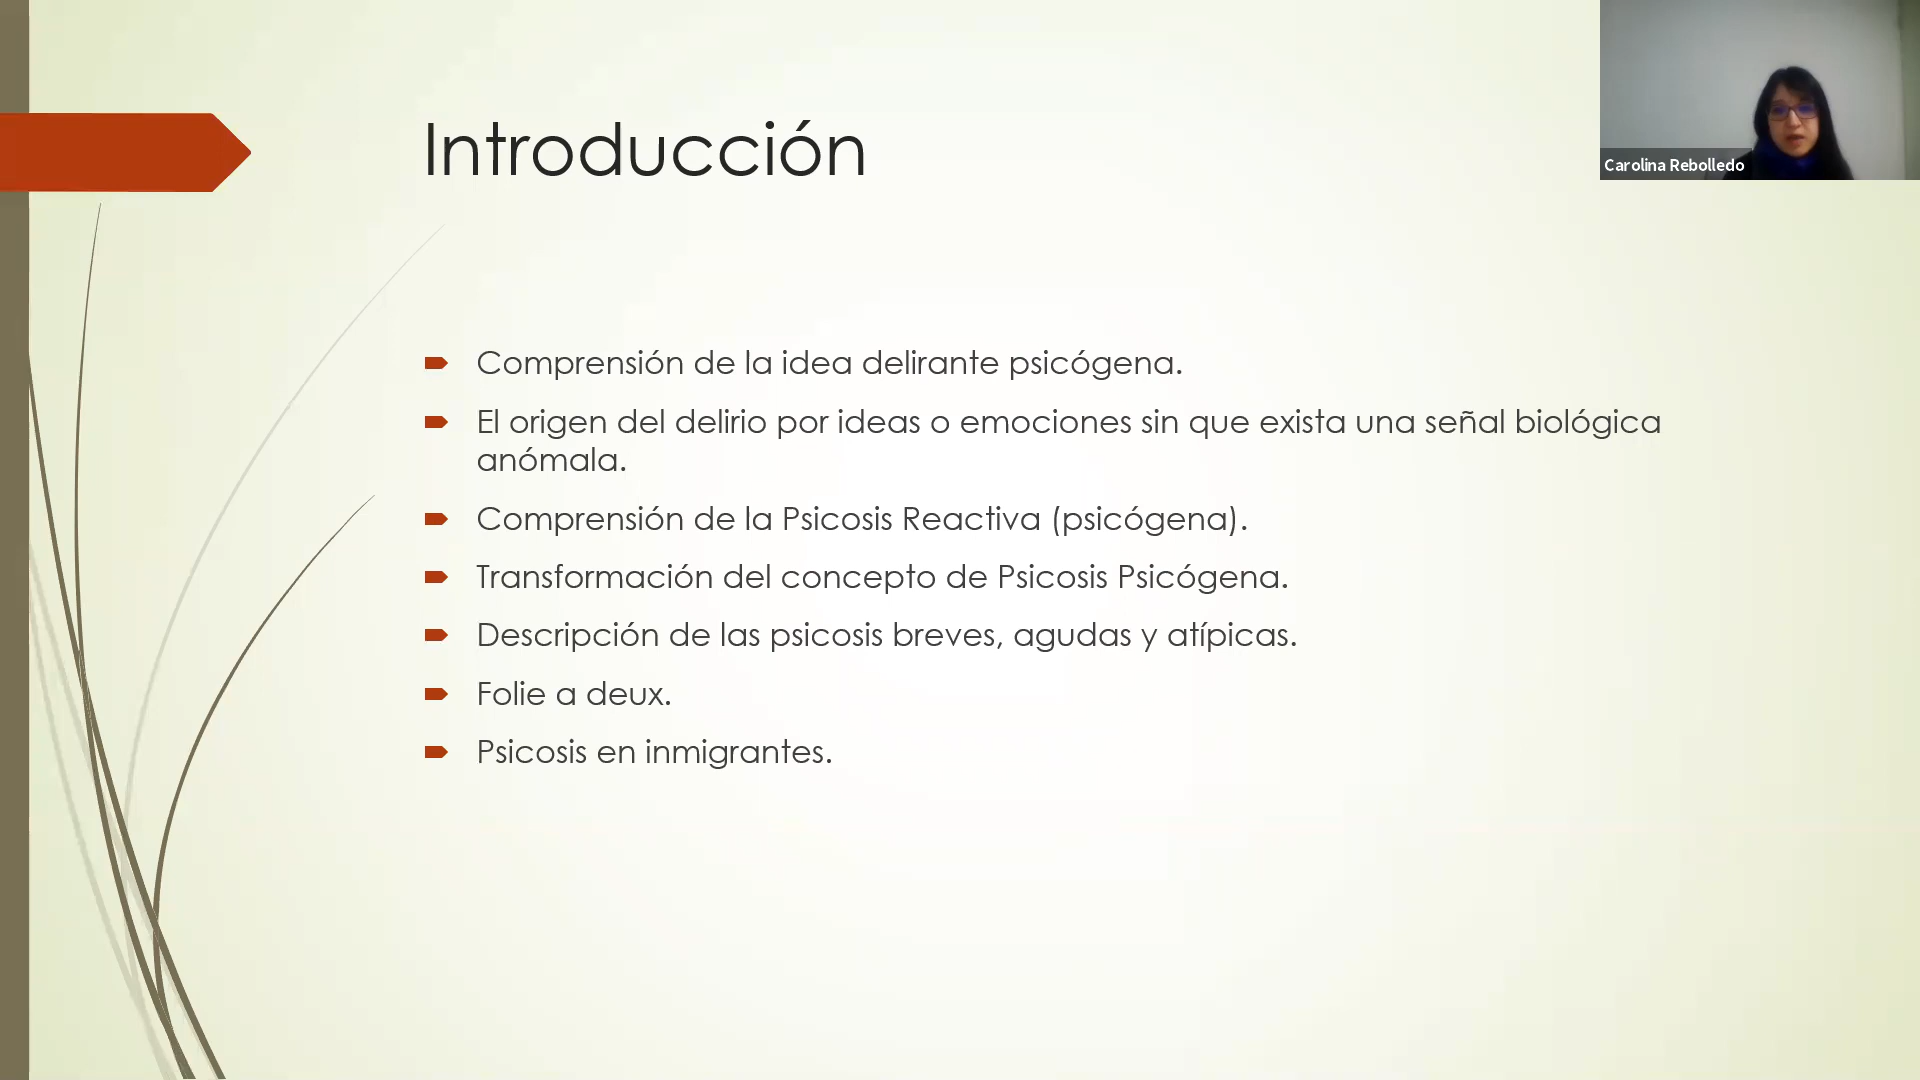 Introducción
Carolina Rebolledo
Comprensión de la idea delirante psicógena.
El origen del delirio por ideas o emociones sin que exista una señal biológica
anómala.
Comprensión de la Psicosis Reactiva (psicógena).
Transformación del concepto de Psicosis Psicógena.
Descripción de las psicosis breves, agudas y atípicas.
Folie a deux.
Psicosis en inmigrantes.